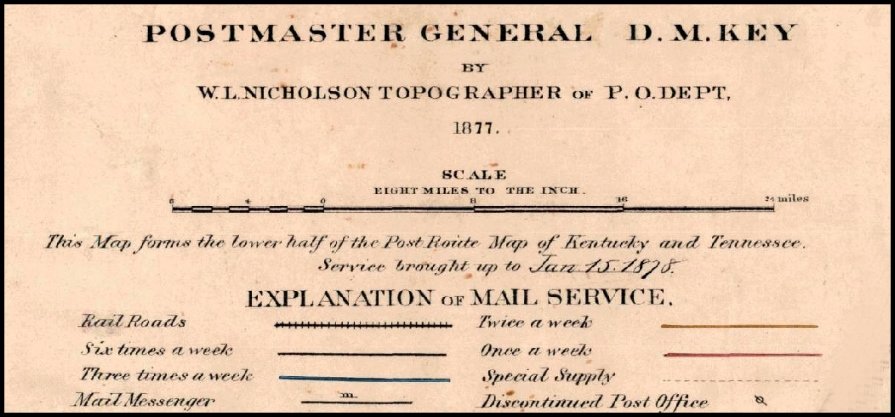 POSTMASTER GENERAL D. M. KEY
BY
W. L. NICHOLSON TOPOGRAPHER OF P. O. DEPT,
1877.
SCALE
EIGHT MILES TO THE INCH.
8 4 0 8 16 24 miles
This Map forms the lower half of the Post Route Map of Kentucky and Tennessee.
Service brought up to Jan 15. 1878.
EXPLANATION OF MAIL SERVICE.
Rail Roads
Six times a week
Three times a week
Mail Messenger m
Twice a week
Once a week
Special Supply
Discontinued Post Office